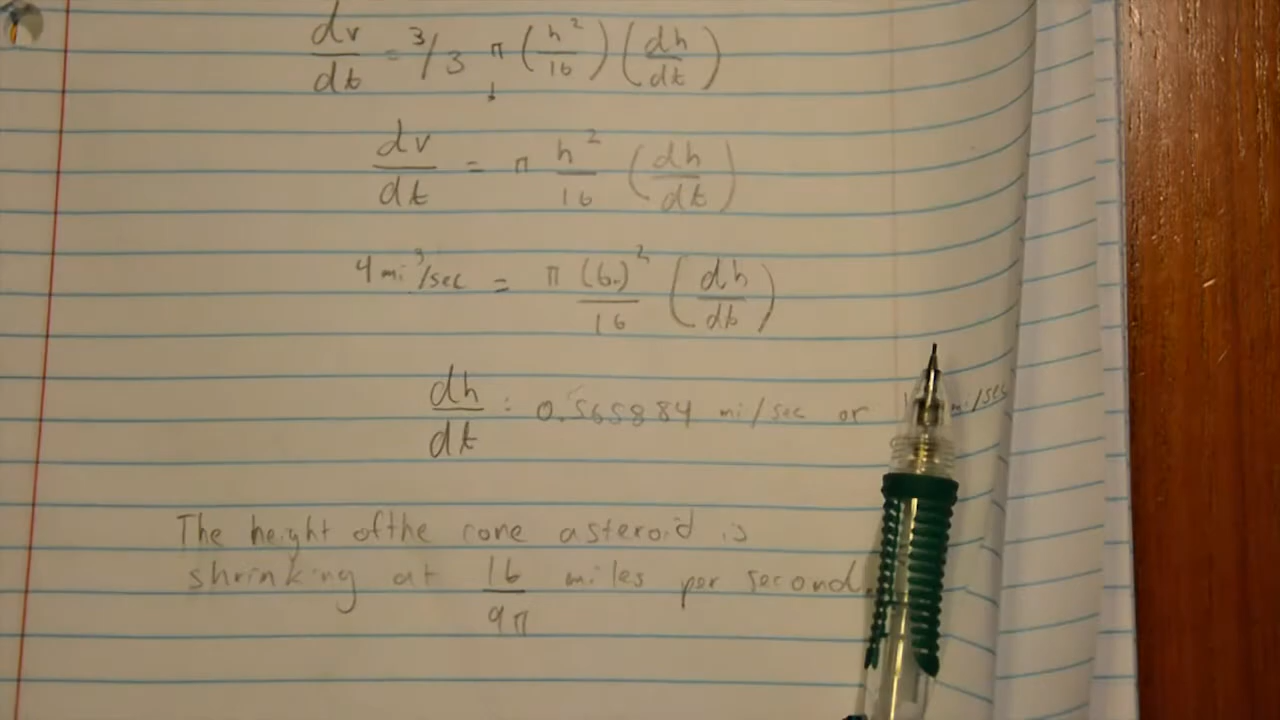 dv/dt = 3/3 π (h²/16) (dh/dt)
dv/dt = π h²/16 (dh/dt)
4 mi³/sec = π (6)²/16 (dh/dt)
dh/dt = 0.565884 mi/sec or mi/sec
The height of the cone asteroid is
shrinking at 16/9π miles per second.